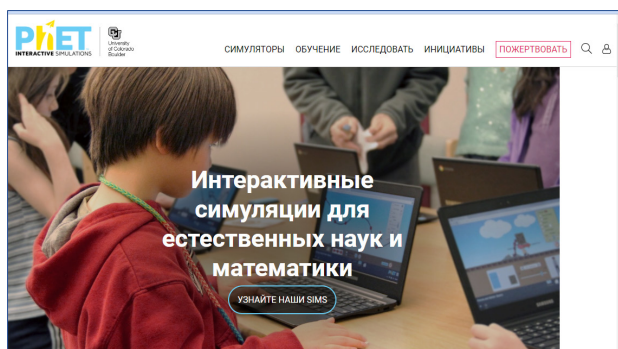 PhET
INTERACTIVE SIMULATIONS
University
of Colorado
Boulder
СИМУЛЯТОРЫ ОБУЧЕНИЕ ИССЛЕДОВАТЬ ИНИЦИАТИВЫ ПОЖЕРТВОВАТЬ
Интерактивные
симуляции для
естественных наук и
математики
УЗНАЙТЕ НАШИ SIMS